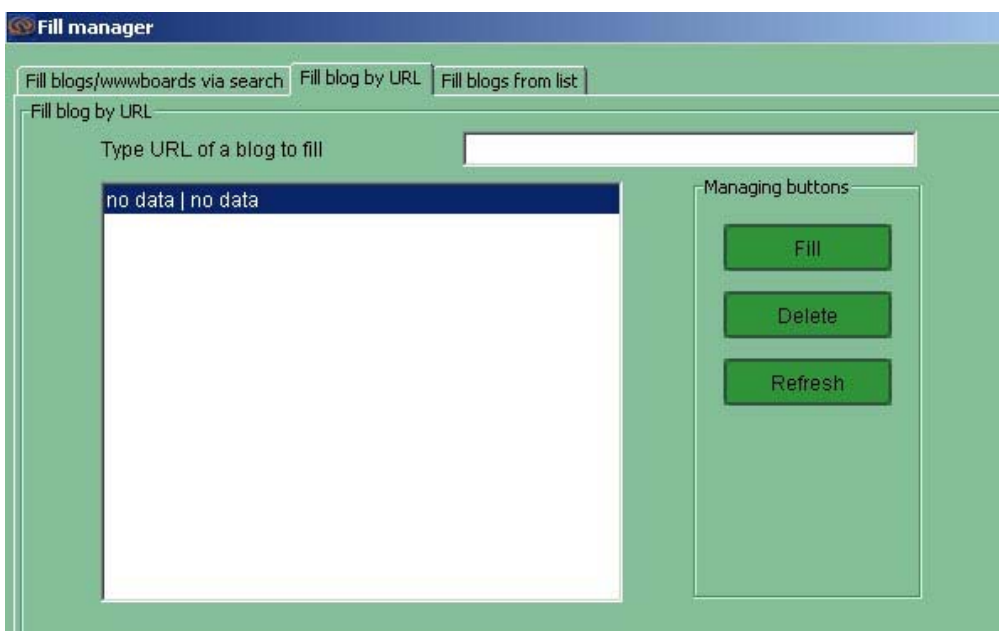 Fill manager
Fill blogs/wwwboards via search Fill blog by URL Fill blogs from list
Fill blog by URL
Type URL of a blog to fill
no data | no data
Managing buttons
Fill
Delete
Refresh